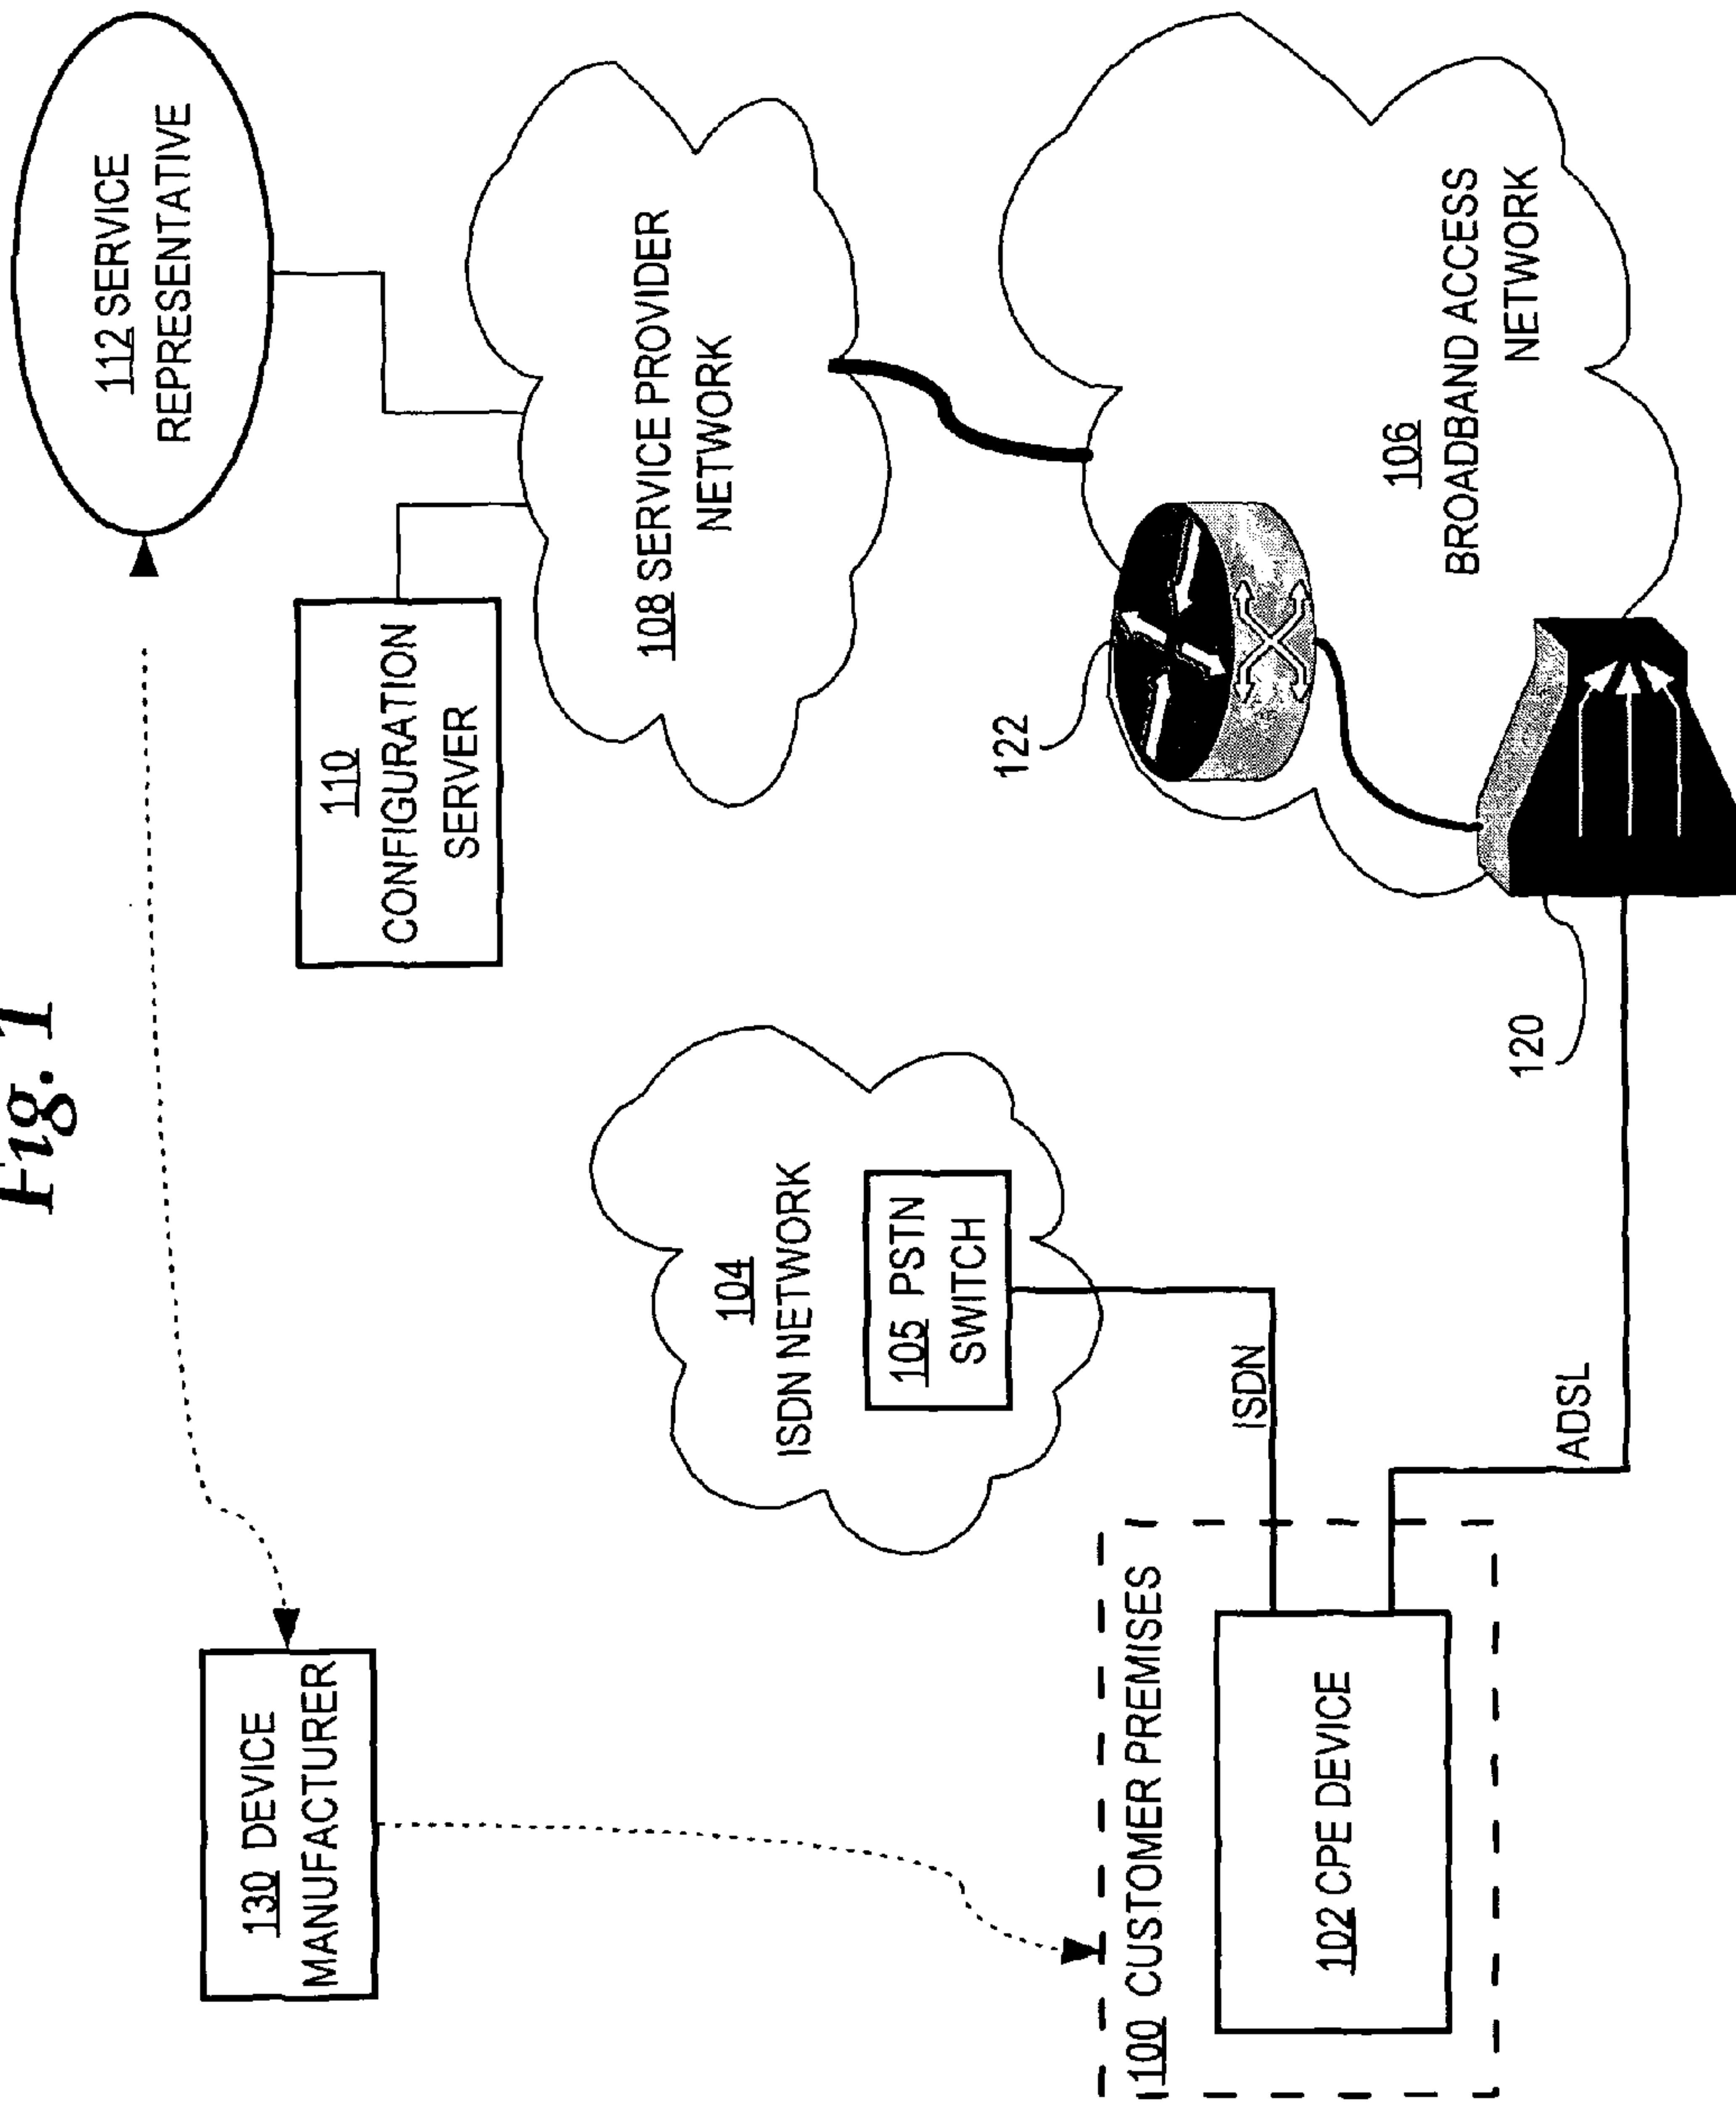 Fig. 1
130 DEVICE
MANUFACTURER
112 SERVICE
REPRESENTATIVE
110
CONFIGURATION
SERVER
104
ISDN NETWORK
105 PSTN
SWITCH
108 SERVICE PROVIDER
NETWORK
100 CUSTOMER PREMISES
102 CPE DEVICE
ISDN
ADSL
122
120
106
BROADBAND ACCESS
NETWORK